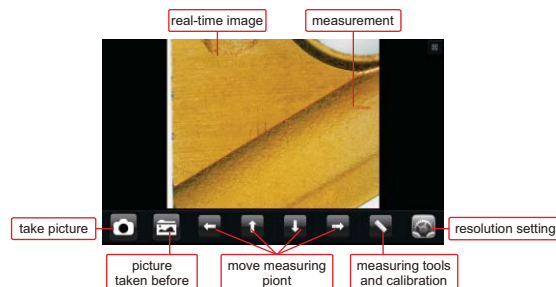 real-time image
measurement
take picture
resolution setting
picture
taken before
move measuring
piont
measuring tools
and calibration